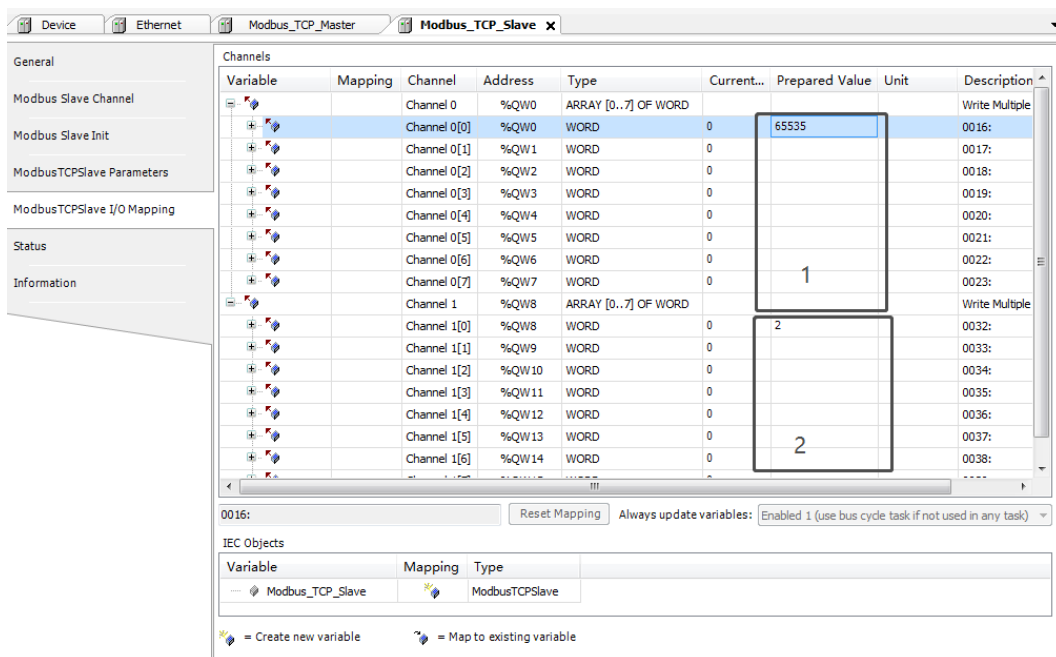 Device Ethernet Modbus_TCP_Master Modbus_TCP_Slave x
General
Modbus Slave Channel
Modbus Slave Init
ModbusTCPSlave Parameters
ModbusTCPSlave I/O Mapping
Status
Information
Channels
Variable Mapping Channel Address Type Current... Prepared Value Unit Description
Channel 0 %QW0 ARRAY [0..7] OF WORD Write Multiple
Channel 0[0] %QW0 WORD 0 65535 0016:
Channel 0[1] %QW1 WORD 0 0017:
Channel 0[2] %QW2 WORD 0 0018:
Channel 0[3] %QW3 WORD 0 0019:
Channel 0[4] %QW4 WORD 0 0020:
Channel 0[5] %QW5 WORD 0 0021:
Channel 0[6] %QW6 WORD 0 0022:
Channel 0[7] %QW7 WORD 0 1 0023:
Channel 1 %QW8 ARRAY [0..7] OF WORD Write Multiple
Channel 1[0] %QW8 WORD 0 2 0032:
Channel 1[1] %QW9 WORD 0 0033:
Channel 1[2] %QW10 WORD 0 0034:
Channel 1[3] %QW11 WORD 0 0035:
Channel 1[4] %QW12 WORD 0 0036:
Channel 1[5] %QW13 WORD 0 0037:
Channel 1[6] %QW14 WORD 0 2 0038:
0016: Reset Mapping Always update variables: Enabled 1 (use bus cycle task if not used in any task)
IEC Objects
Variable Mapping Type
Modbus_TCP_Slave ModbusTCPSlave
= Create new variable = Map to existing variable